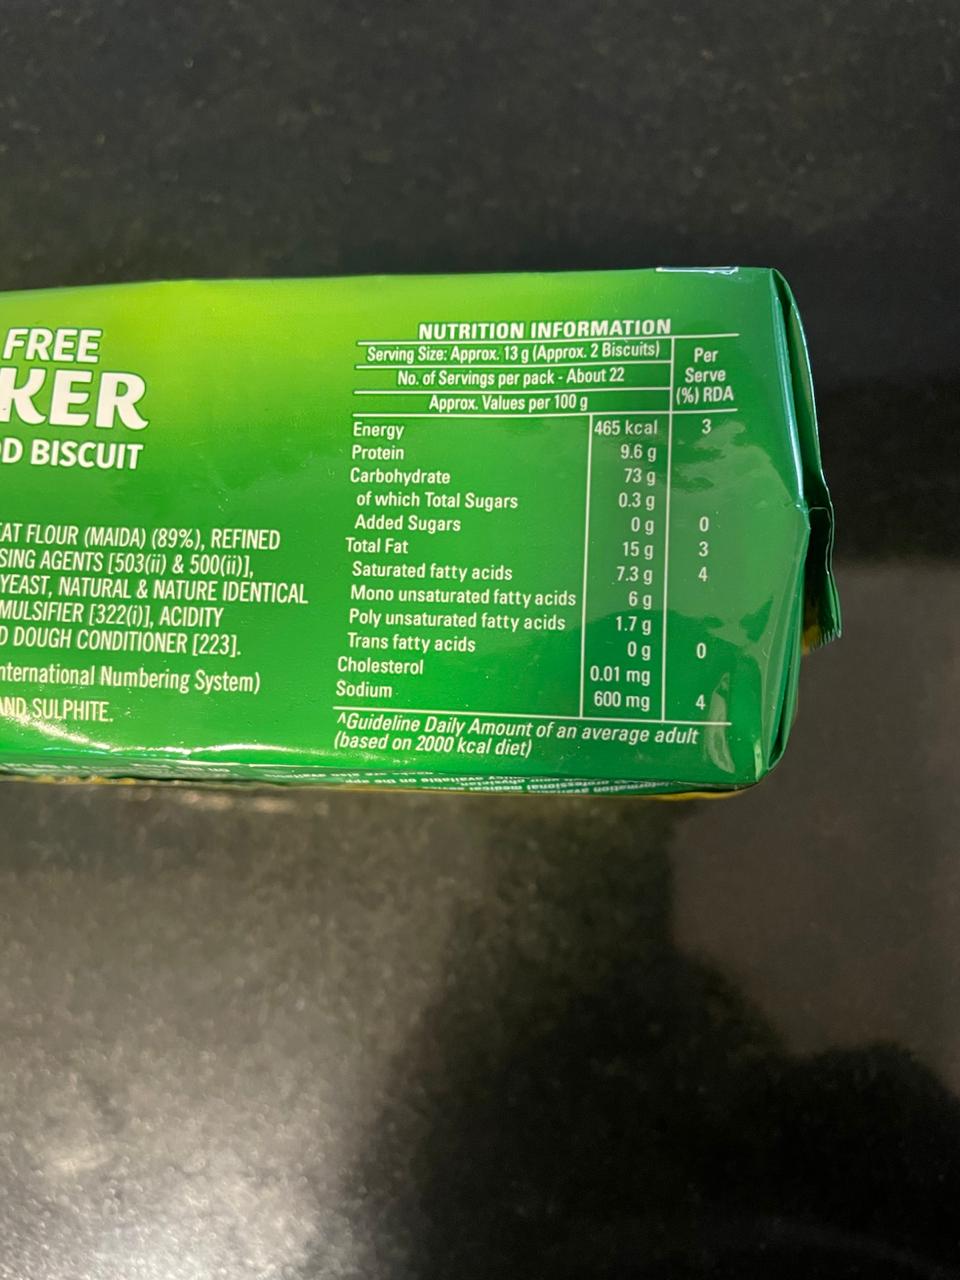 FREE
KER
D BISCUIT
EAT FLOUR (MAIDA) (89%), REFINED
SING AGENTS [503(ii) & 500(ii)],
YEAST, NATURAL & NATURE IDENTICAL
MULSIFIER [322(i)], ACIDITY
D DOUGH CONDITIONER [223].
nternational Numbering System)
AND SULPHITE.
NUTRITION INFORMATION
Serving Size: Approx. 13 g (Approx. 2 Biscuits)
No. of Servings per pack - About 22
Approx. Values per 100 g
Per
Serve
(%) RDA
Energy 465 kcal 3
Protein 9.6 g
Carbohydrate 73 g
of which Total Sugars 0.3 g
Added Sugars 0 g 0
Total Fat 15 g 3
Saturated fatty acids 7.3 g 4
Mono unsaturated fatty acids 6 g
Poly unsaturated fatty acids 1.7 g
Trans fatty acids 0 g 0
Cholesterol 0.01 mg
Sodium 600 mg 4
^Guideline Daily Amount of an average adult
(based on 2000 kcal diet)